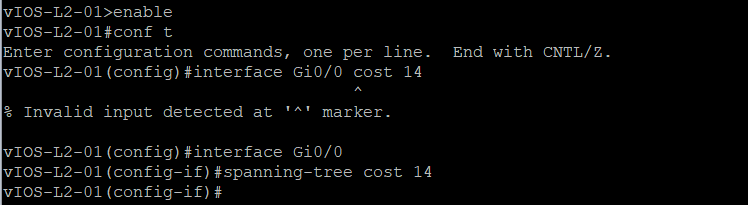 vIOS-L2-01>enable
vIOS-L2-01#conf t
Enter configuration commands, one per line.  End with CNTL/Z.
vIOS-L2-01(config)#interface Gi0/0 cost 14
                                   ^
% Invalid input detected at '^' marker.

vIOS-L2-01(config)#interface Gi0/0
vIOS-L2-01(config-if)#spanning-tree cost 14
vIOS-L2-01(config-if)#